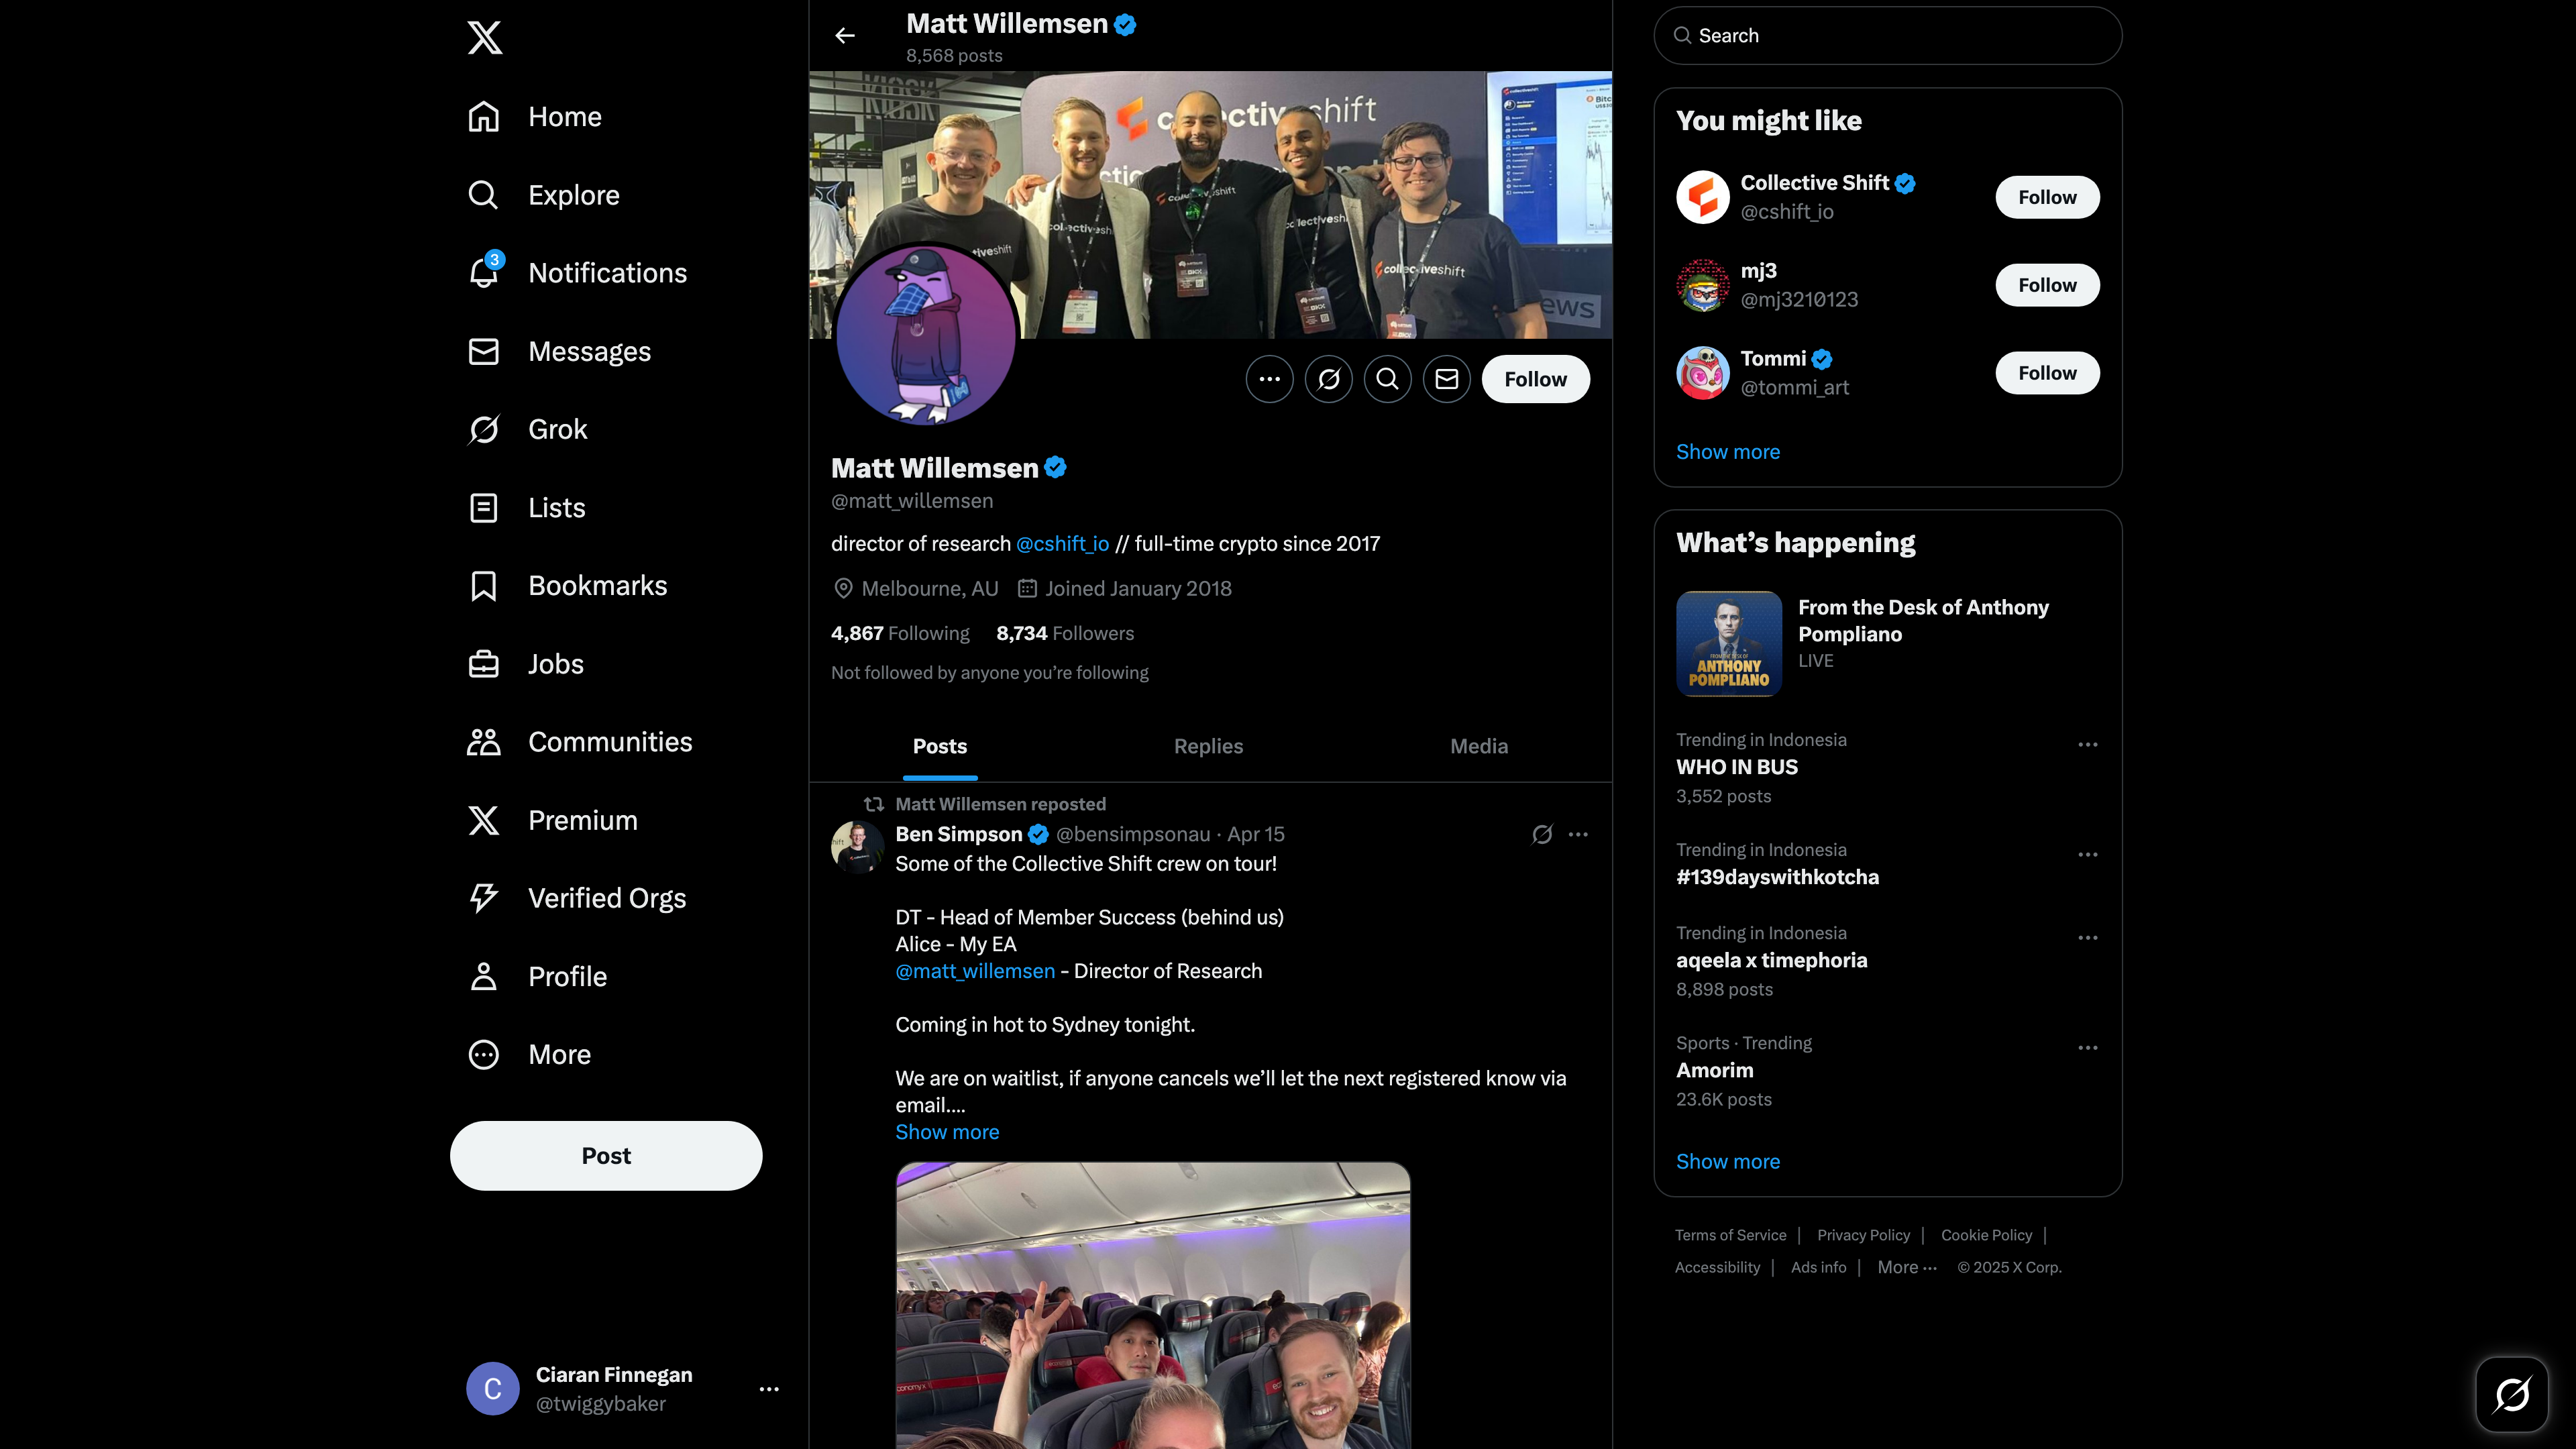 Home
Explore
3
Notifications
Messages
Grok
Lists
Bookmarks
Jobs
Communities
Premium
Verified Orgs
Profile
More
Post
C
Ciaran Finnegan
@twiggybaker
Matt Willemsen
8,568 posts
collectiveshift
collectiveshift
collectiveshift
collectiveshift
Follow
Matt Willemsen
@matt_willemsen
director of research @cshift_io // full-time crypto since 2017
Melbourne, AU Joined January 2018
4,867 Following 8,734 Followers
Not followed by anyone you’re following
Posts Replies Media
Matt Willemsen reposted
Ben Simpson @bensimpsonau · Apr 15
Some of the Collective Shift crew on tour!
DT - Head of Member Success (behind us)
Alice - My EA
@matt_willemsen - Director of Research
Coming in hot to Sydney tonight.
We are on waitlist, if anyone cancels we’ll let the next registered know via
email....
Show more
Search
You might like
Collective Shift
@cshift_io
Follow
mj3
@mj3210123
Follow
Tommi
@tommi_art
Follow
Show more
What’s happening
ANTHONY
POMPLIANO
From the Desk of Anthony
Pompliano
LIVE
Trending in Indonesia
WHO IN BUS
3,552 posts
Trending in Indonesia
#139dayswithkotcha
Trending in Indonesia
aqeela x timephoria
8,898 posts
Sports · Trending
Amorim
23.6K posts
Show more
Terms of Service | Privacy Policy | Cookie Policy |
Accessibility | Ads info | More ··· © 2025 X Corp.